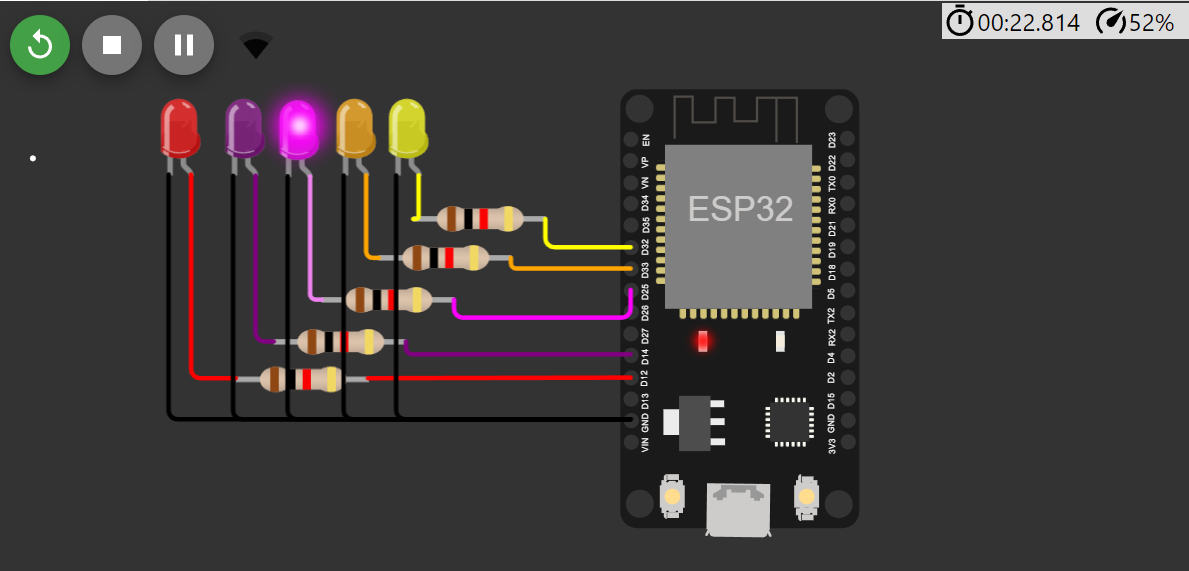 00:22.814 52%
ESP32
EN
VP
VN
D34
D35
D32
D33
D25
D26
D27
D14
D12
D13
GND
VIN
D23
D22
TX0
RX0
D21
D19
D18
D5
TX2
RX2
D4
D2
D15
GND
3V3